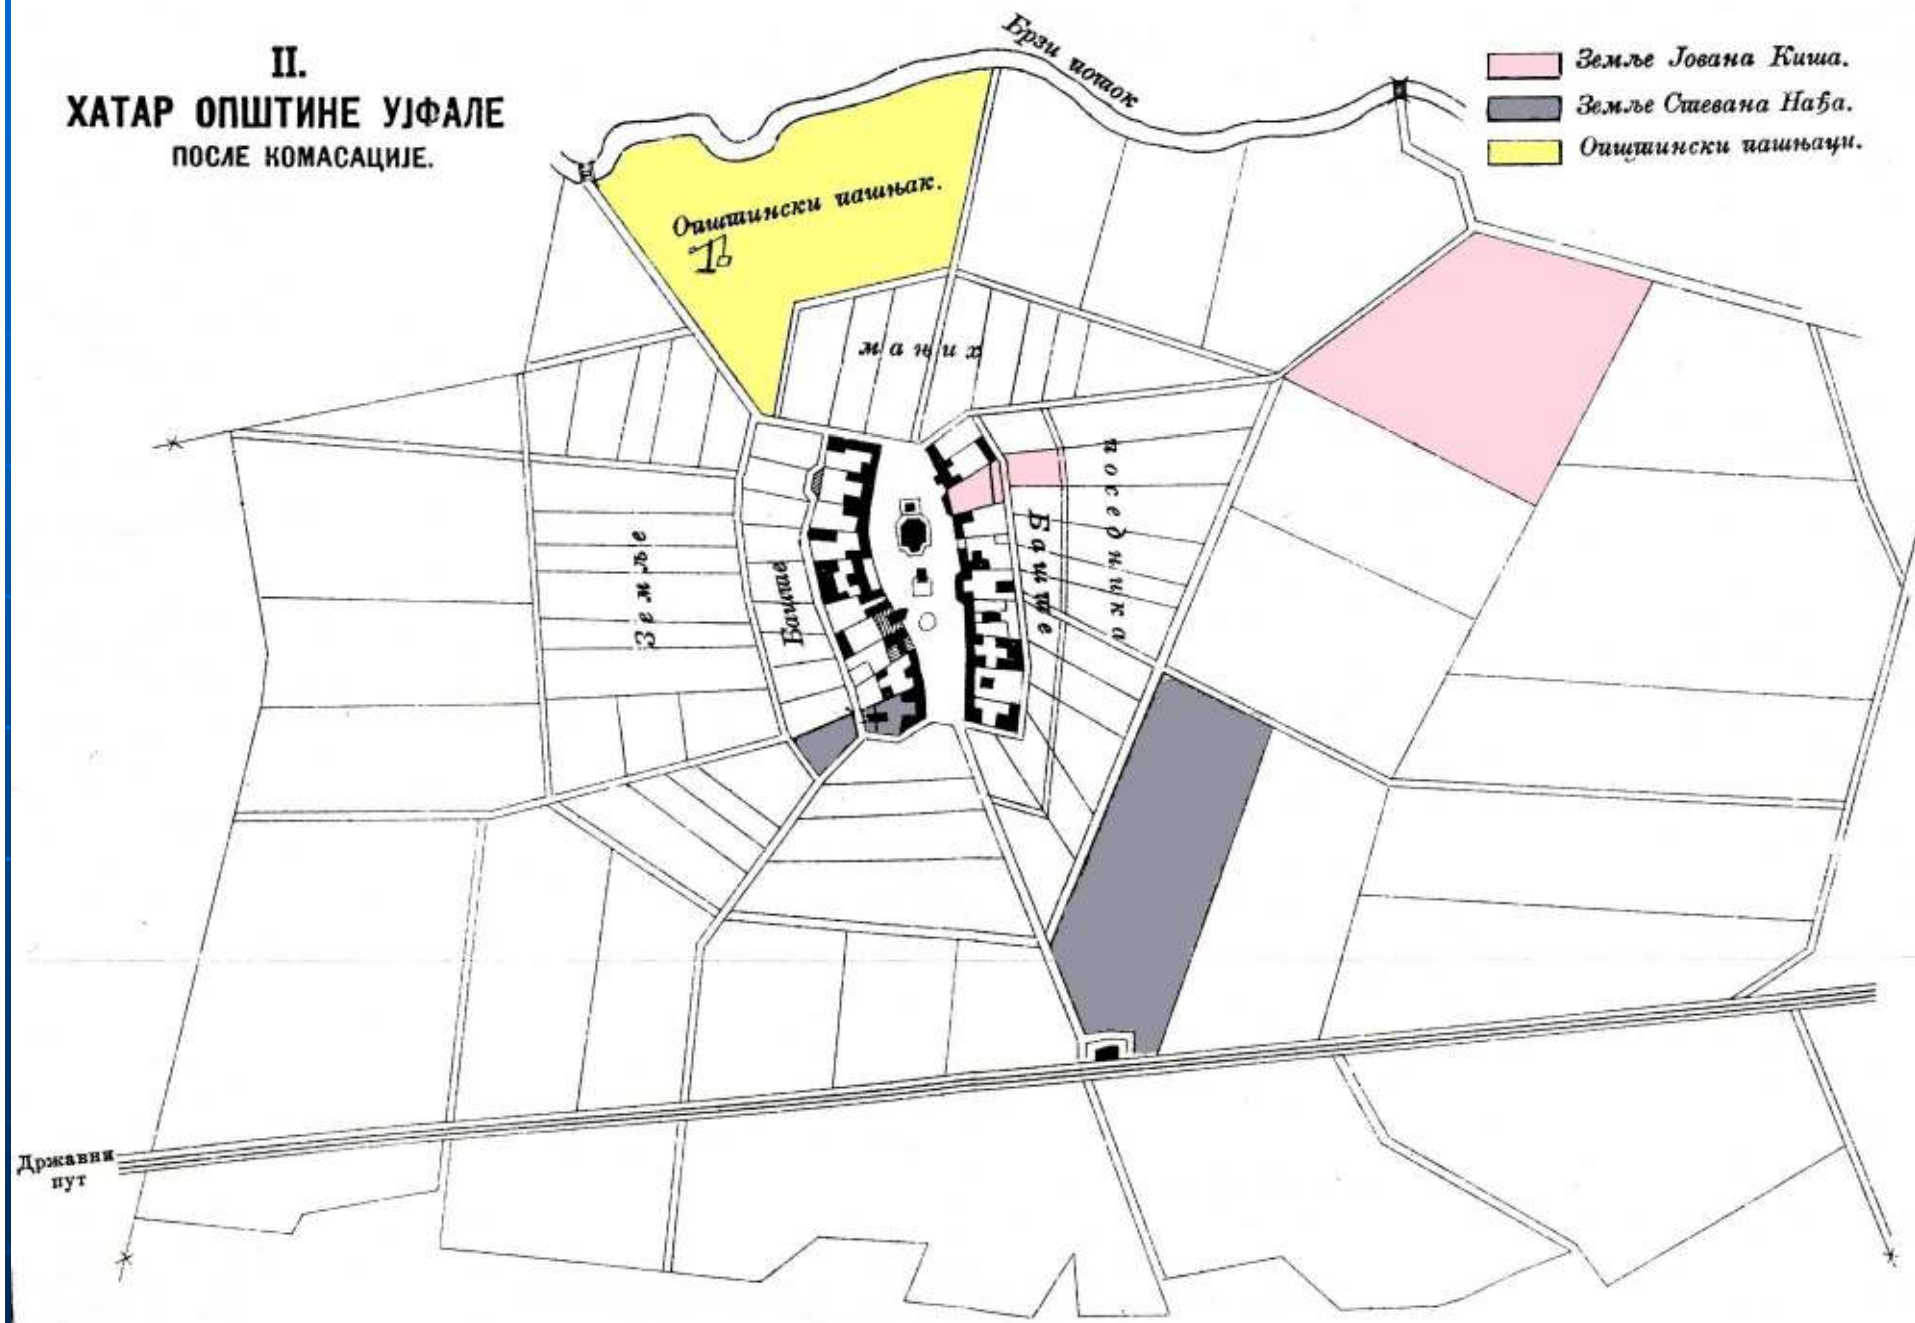 II.
ХАТАР ОПШТИНЕ УЈФАЛЕ
ПОСЛЕ КОМАСАЦИЈЕ.
Брзи поток
Земље Јована Киша.
Земље Стевана Нађа.
Општински пашњаци.
Општински пашњак.
мањих
поседника
Баште
Земље
Баште
Државни
пут